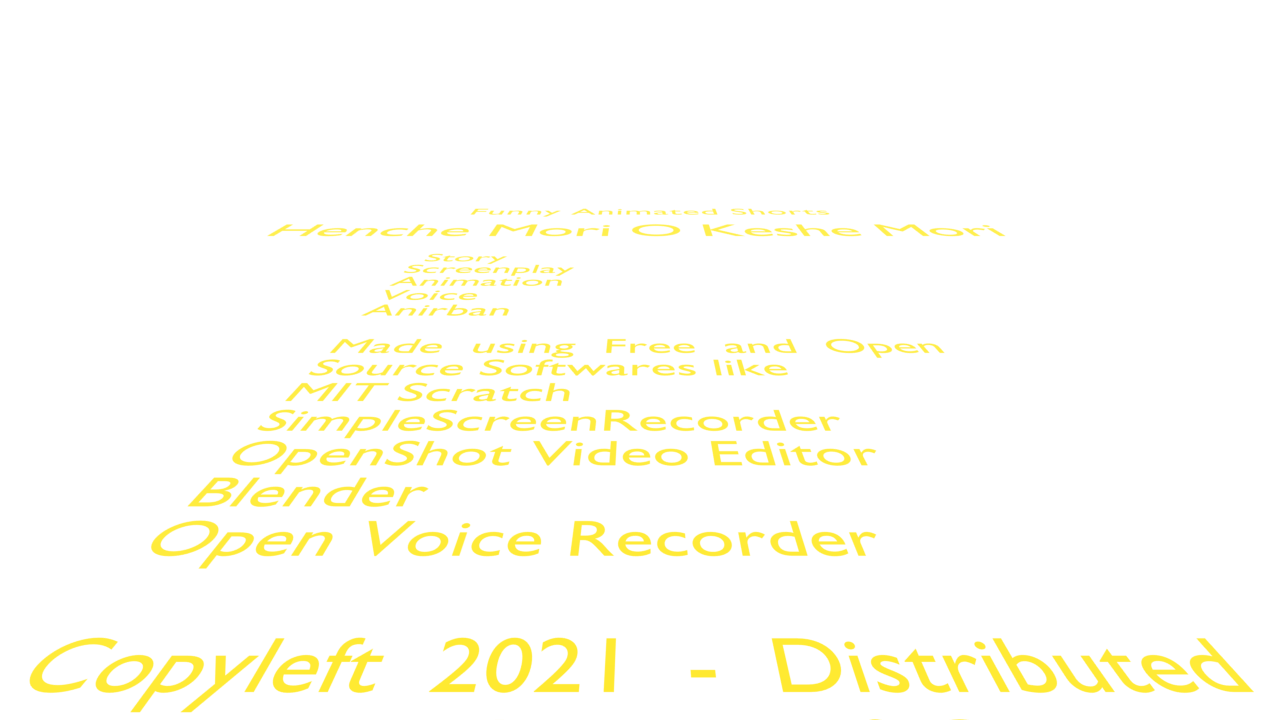 Funny Animated Shorts
Henche Mori O Keshe Mori
Story
Screenplay
Animation
Voice
Anirban
Made using Free and Open
Source Softwares like
MIT Scratch
SimpleScreenRecorder
OpenShot Video Editor
Blender
Open Voice Recorder
Copyleft 2021 - Distributed